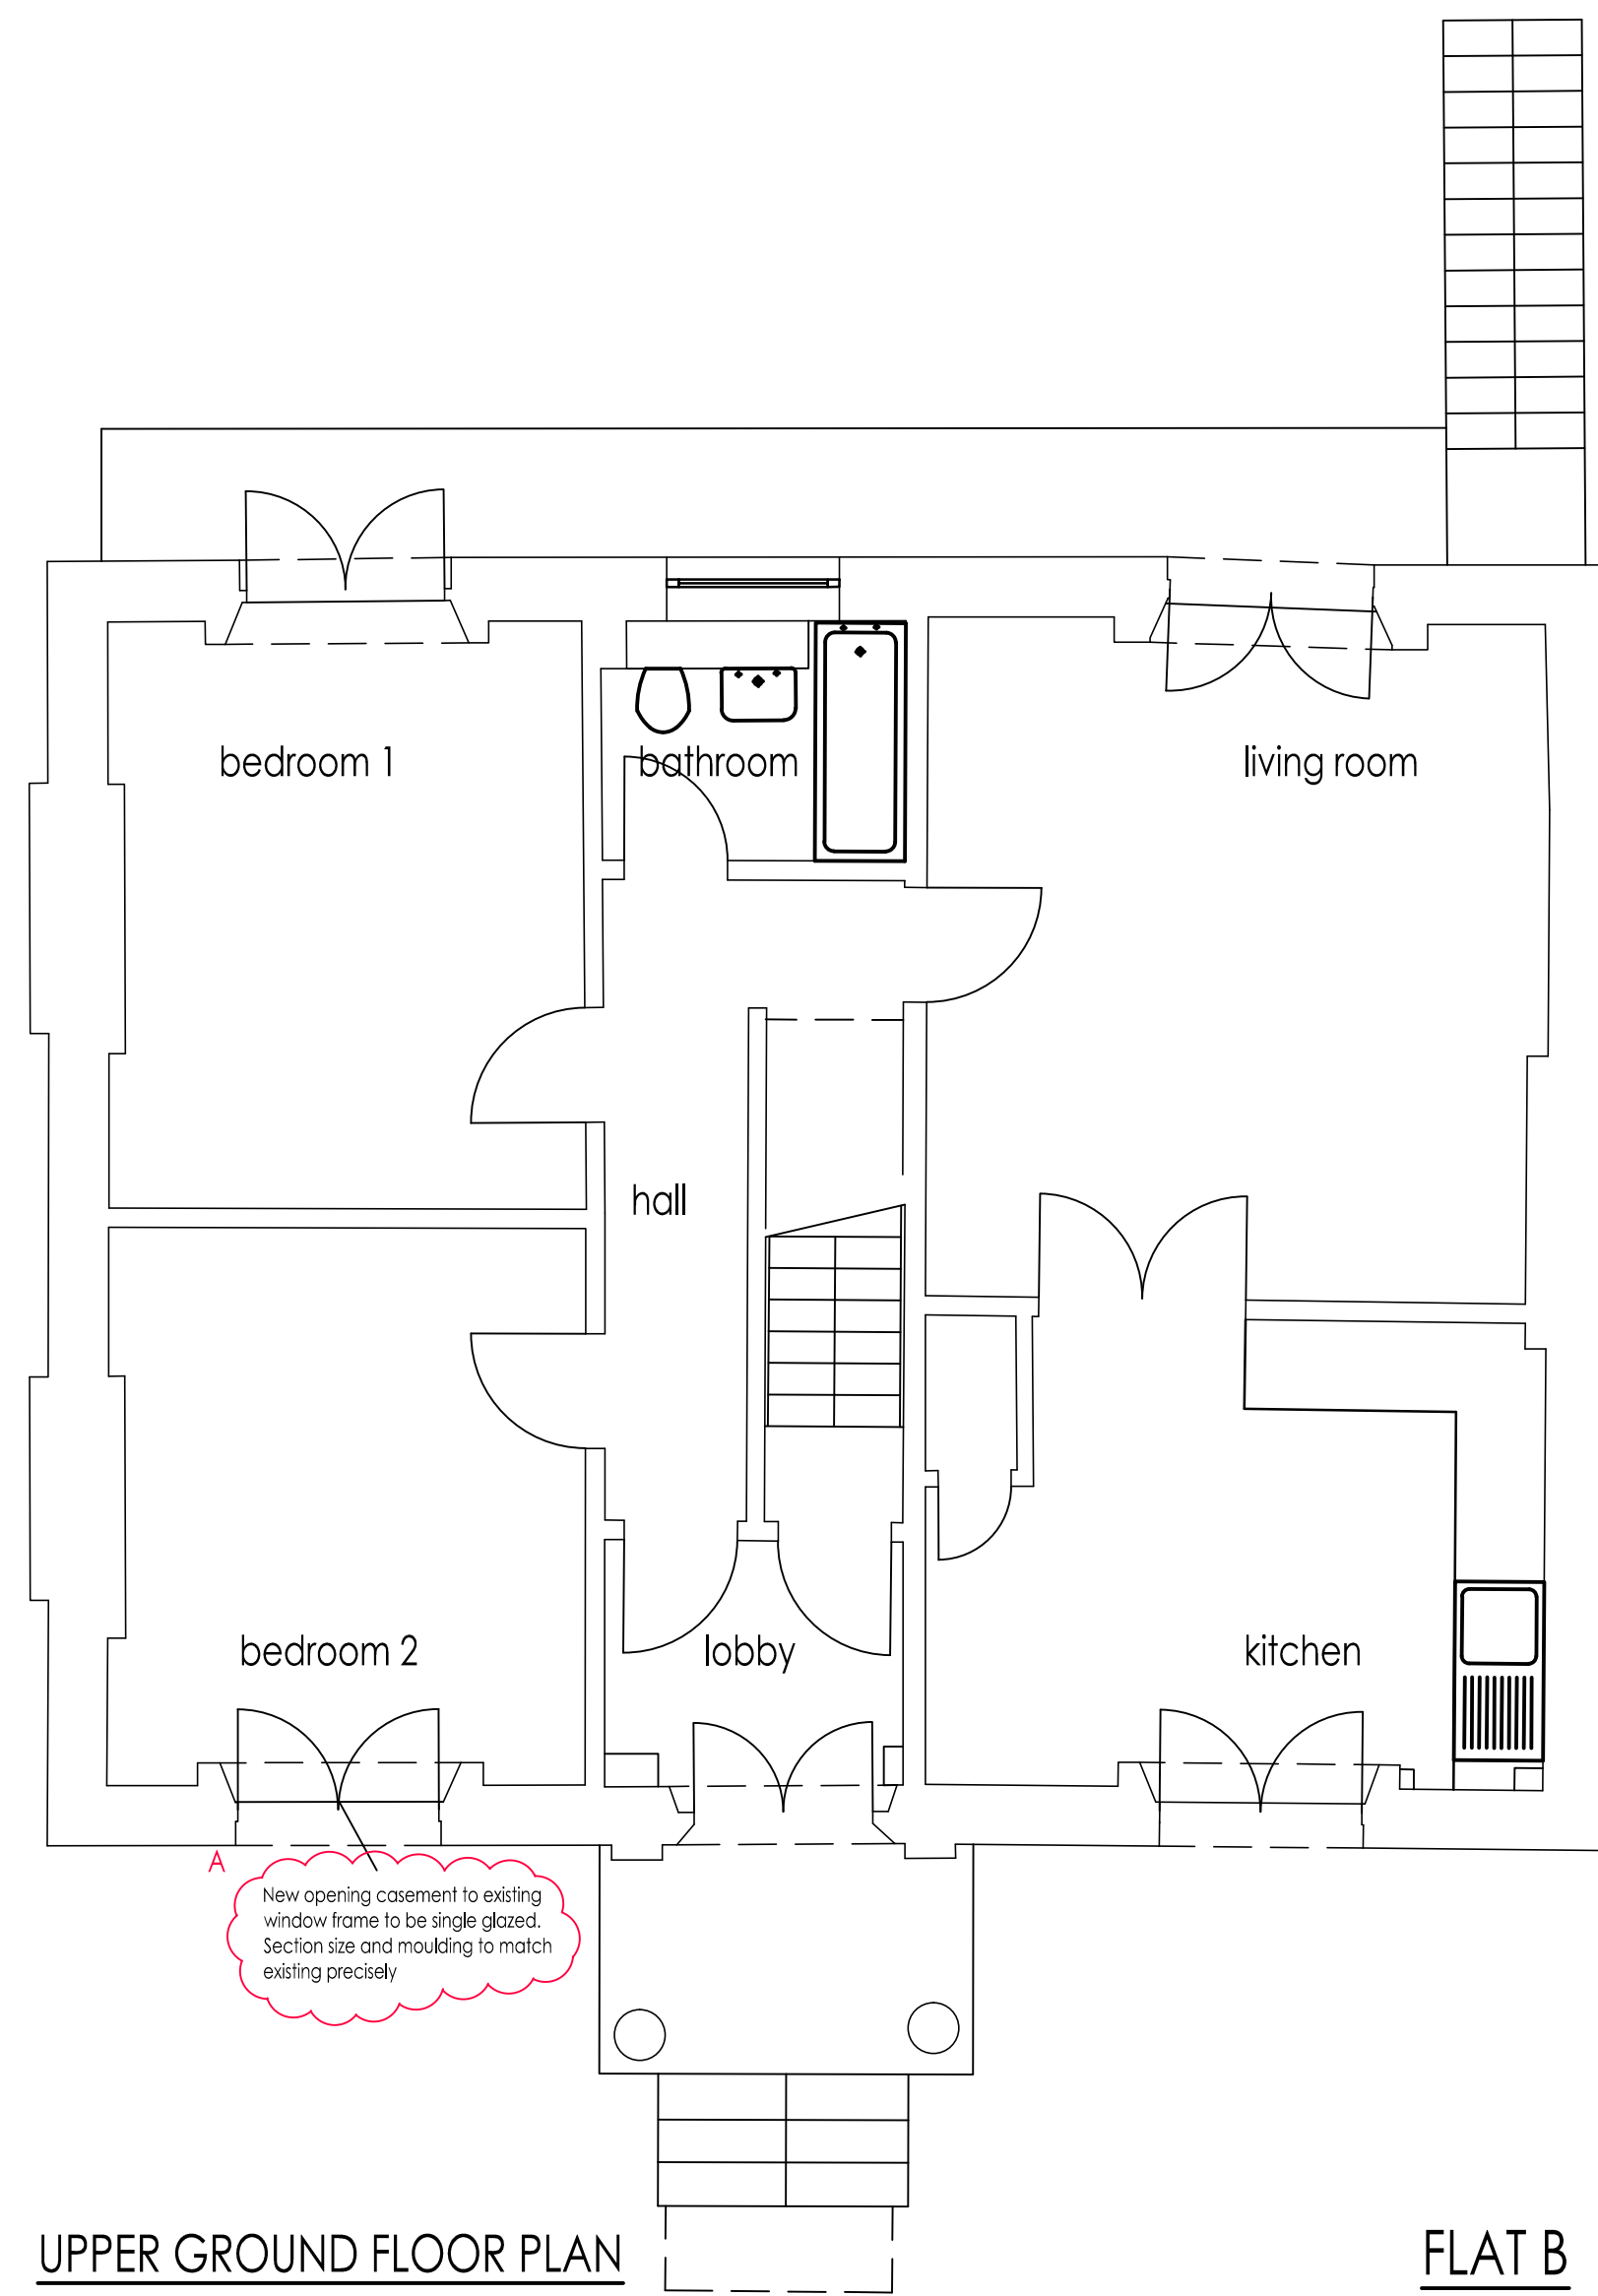 bedroom 1
bathroom
living room
hall
bedroom 2
lobby
kitchen
A
New opening casement to existing
window frame to be single glazed.
Section size and moulding to match
existing precisely
UPPER GROUND FLOOR PLAN
FLAT B